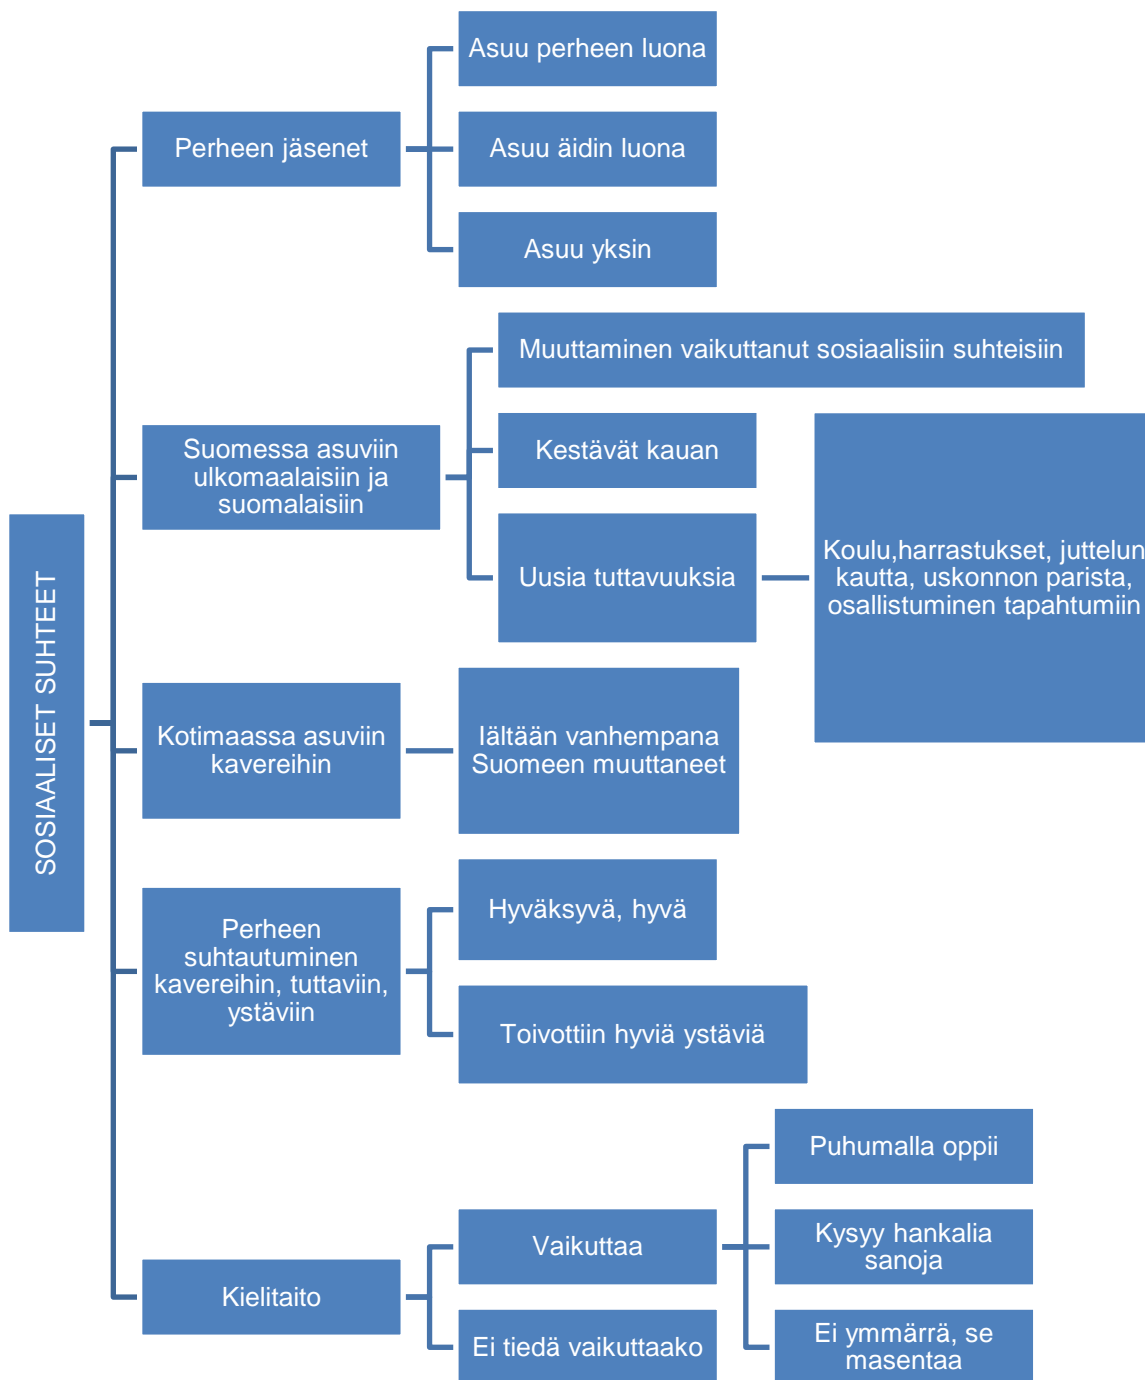 SOSIAALISET SUHTEET
Perheen jäsenet
Asuu perheen luona
Asuu äidin luona
Asuu yksin
Suomessa asuviin
ulkomaalaisiin ja
suomalaisiin
Muuttaminen vaikuttanut sosiaalisiin suhteisiin
Kestävät kauan
Uusia tuttavuuksia
Koulu,harrastukset, juttelun
kautta, uskonnon parista,
osallistuminen tapahtumiin
Kotimaassa asuviin
kavereihin
Iältään vanhempana
Suomeen muuttaneet
Perheen
suhtautuminen
kavereihin, tuttaviin,
ystäviin
Hyväksyvä, hyvä
Toivottiin hyviä ystäviä
Kielitaito
Vaikuttaa
Puhumalla oppii
Kysyy hankalia
sanoja
Ei ymmärrä, se
masentaa
Ei tiedä vaikuttaako